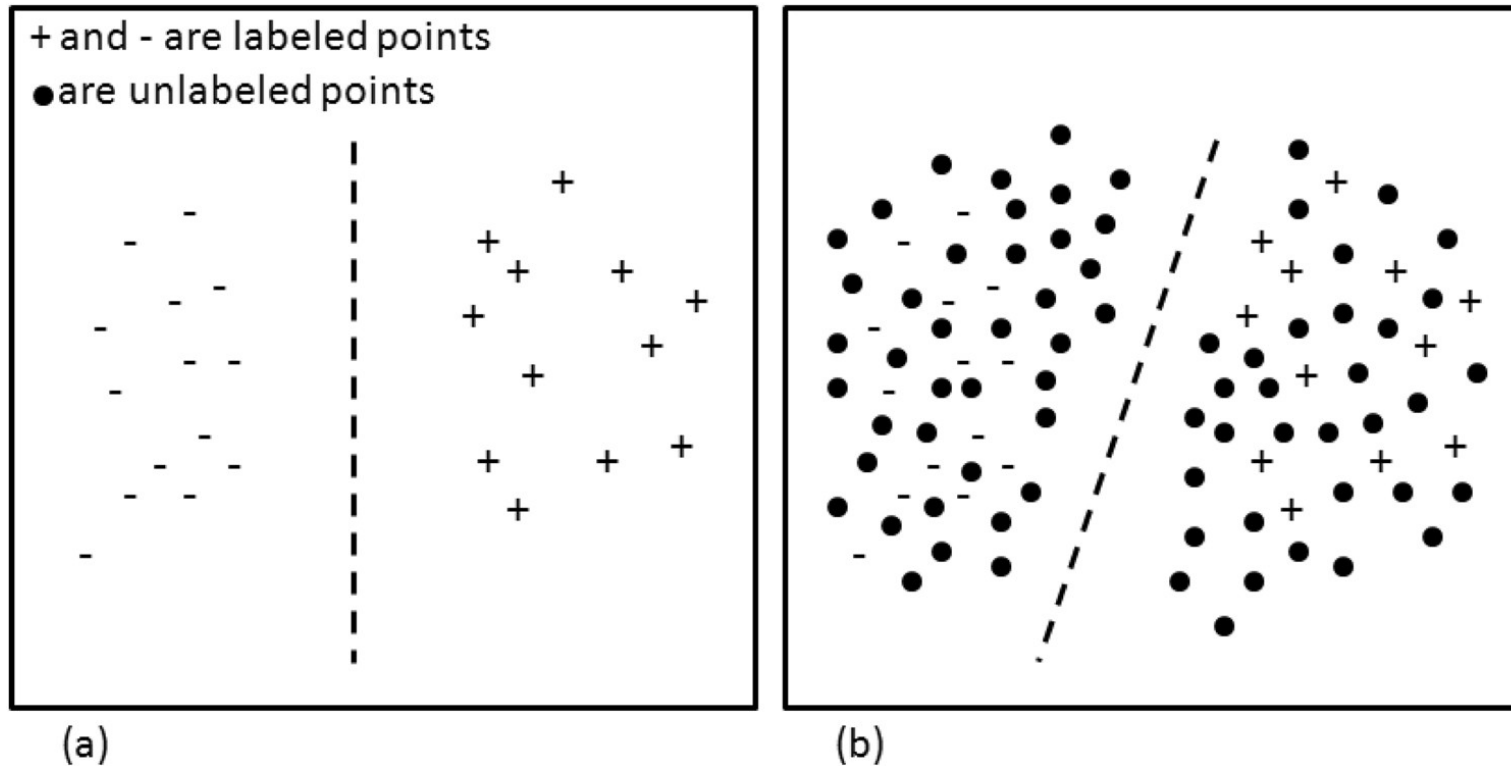 + and - are labeled points
● are unlabeled points
(a)
(b)